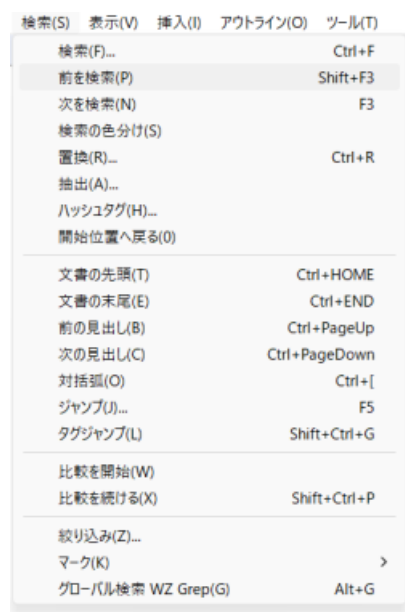 検索(S) 表示(V) 挿入(I) アウトライン(O) ツール(T)
検索(F)... Ctrl+F
前を検索(P) Shift+F3
次を検索(N) F3
検索の色分け(S)
置換(R)... Ctrl+R
抽出(A)...
ハッシュタグ(H)...
開始位置へ戻る(0)
文書の先頭(T) Ctrl+HOME
文書の末尾(E) Ctrl+END
前の見出し(B) Ctrl+PageUp
次の見出し(C) Ctrl+PageDown
対括弧(O) Ctrl+[
ジャンプ(J)... F5
タグジャンプ(L) Shift+Ctrl+G
比較を開始(W)
比較を続ける(X) Shift+Ctrl+P
絞り込み(Z)...
マーク(K) >
グローバル検索 WZ Grep(G) Alt+G